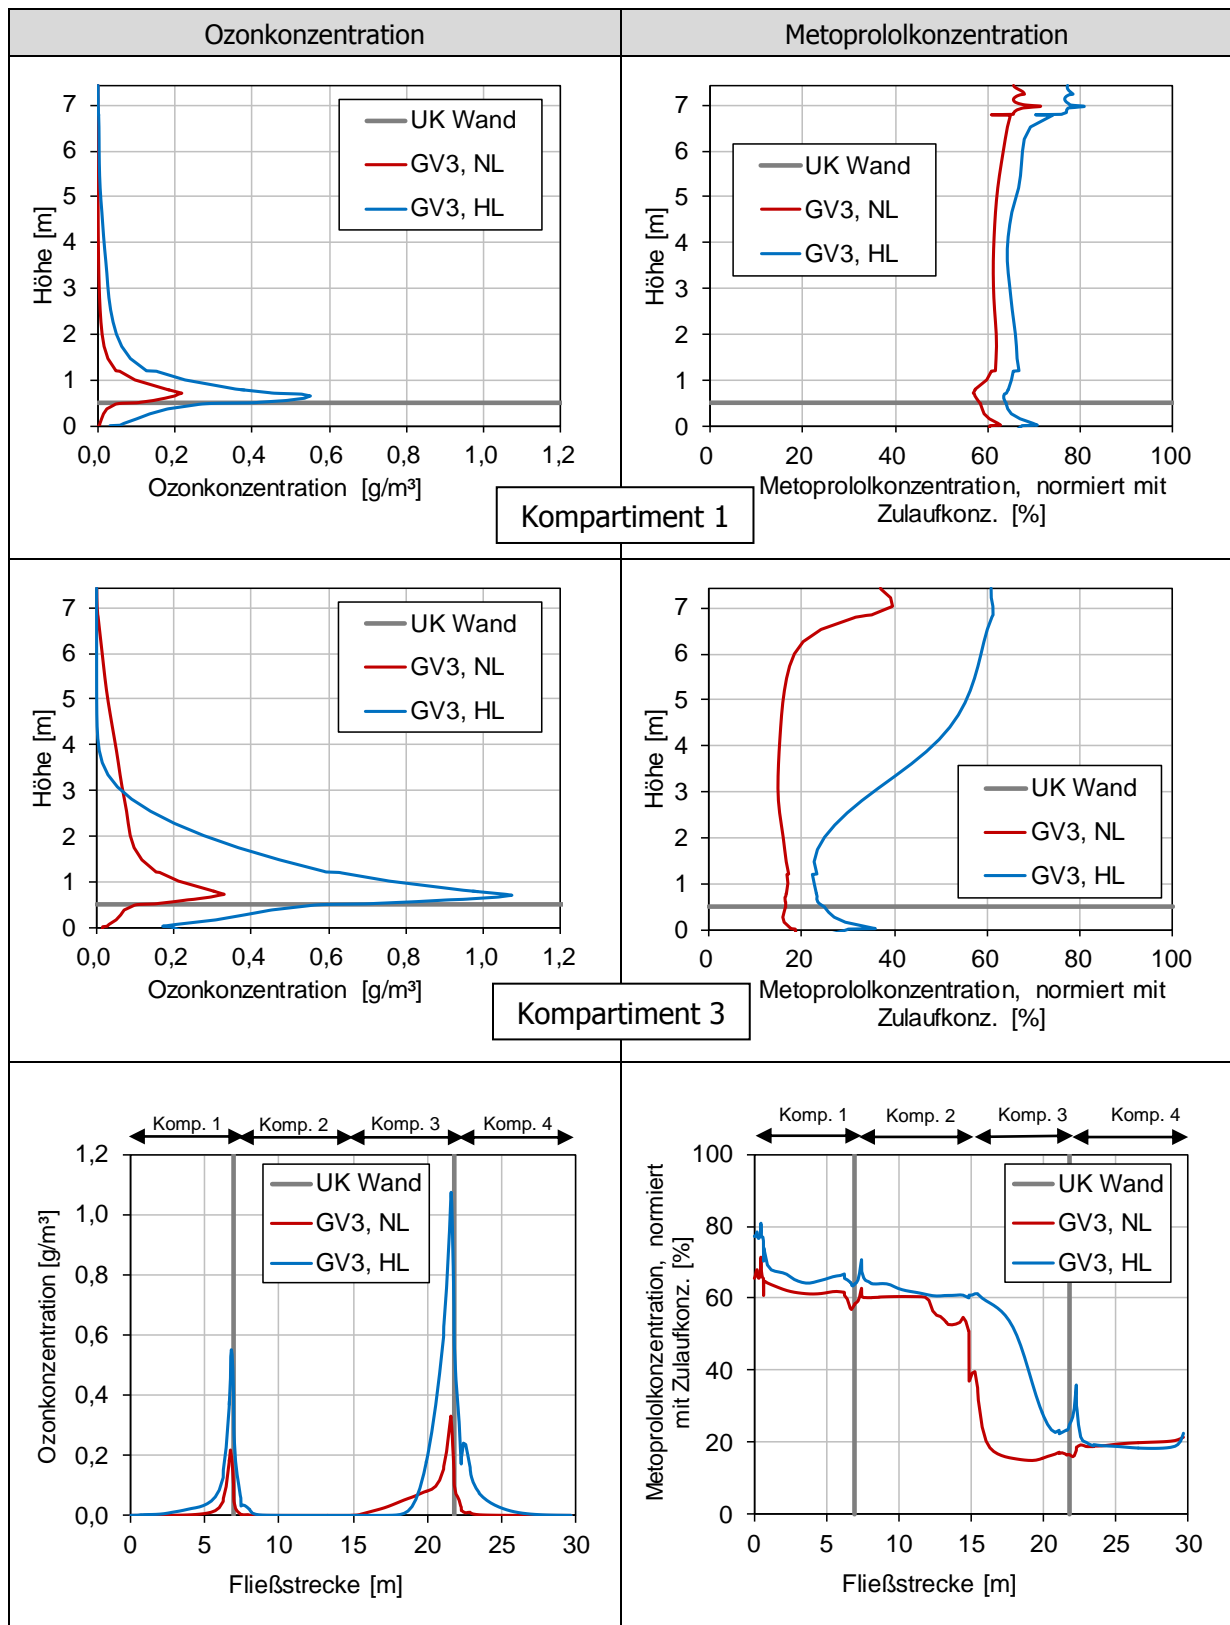 Ozonkonzentration
Metoprololkonzentration
7
6
5
4
3
2
1
0
Höhe [m]
UK Wand
GV3, NL
GV3, HL
0,0 0,2 0,4 0,6 0,8 1,0 1,2
Ozonkonzentration [g/m³]
7
6
5
4
3
2
1
0
Höhe [m]
UK Wand
GV3, NL
GV3, HL
0 20 40 60 80 100
Metoprololkonzentration, normiert mit
Zulaufkonz. [%]
Kompartiment 1
7
6
5
4
3
2
1
0
Höhe [m]
UK Wand
GV3, NL
GV3, HL
0,0 0,2 0,4 0,6 0,8 1,0 1,2
Ozonkonzentration [g/m³]
7
6
5
4
3
2
1
0
Höhe [m]
UK Wand
GV3, NL
GV3, HL
0 20 40 60 80 100
Metoprololkonzentration, normiert mit
Zulaufkonz. [%]
Kompartiment 3
Komp. 1 Komp. 2 Komp. 3 Komp. 4
1,2
1,0
0,8
0,6
0,4
0,2
0,0
Ozonkonzentration [g/m³]
UK Wand
GV3, NL
GV3, HL
0 5 10 15 20 25 30
Fließstrecke [m]
Komp. 1 Komp. 2 Komp. 3 Komp. 4
100
80
60
40
20
0
Metoprololkonzentration, normiert
mit Zulaufkonz. [%]
UK Wand
GV3, NL
GV3, HL
0 5 10 15 20 25 30
Fließstrecke [m]